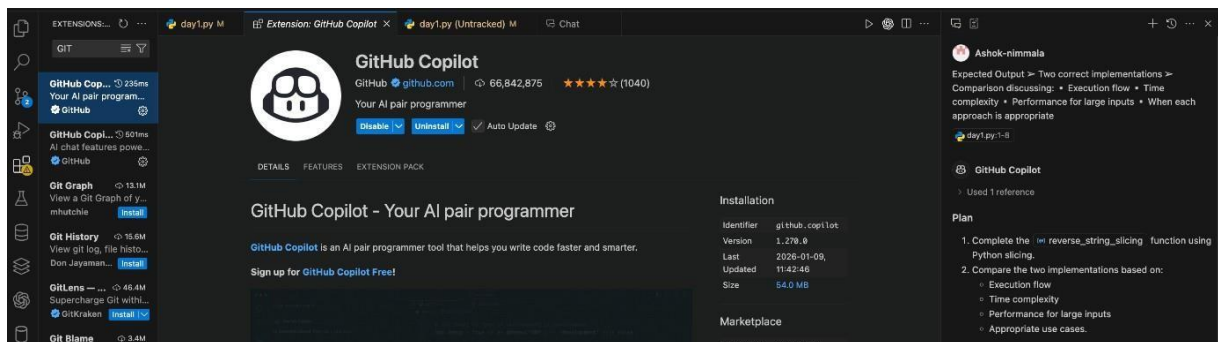 EXTENSIONS:...
GIT
GitHub Cop... 235ms
Your AI pair program...
GitHub
GitHub Copi... 501ms
AI chat features powe...
GitHub
Git Graph 13.1M
View a Git Graph of y...
mhutchie Install
Git History 15.6M
View git log, file histo...
Don Jayaman... Install
GitLens — ... 46.4M
Supercharge Git withi...
GitKraken Install
Git Blame 3.4M
day1.py M
Extension: GitHub Copilot
day1.py (Untracked) M
Chat
GitHub Copilot
GitHub github.com 66,842,875 (1040)
Your AI pair programmer
Disable Uninstall Auto Update
DETAILS FEATURES EXTENSION PACK
GitHub Copilot - Your AI pair programmer
GitHub Copilot is an AI pair programmer tool that helps you write code faster and smarter.
Sign up for GitHub Copilot Free!
Installation
Identifier github.copilot
Version 1.270.0
Last 2026-01-09,
Updated 11:42:46
Size 54.0 MB
Marketplace
Ashok-nimmala
Expected Output ➢ Two correct implementations ➢
Comparison discussing: • Execution flow • Time
complexity • Performance for large inputs • When each
approach is appropriate
day1.py:1-8
GitHub Copilot
Used 1 reference
Plan
1. Complete the reverse_string_slicing function using
Python slicing.
2. Compare the two implementations based on:
◦ Execution flow
◦ Time complexity
◦ Performance for large inputs
◦ Appropriate use cases.